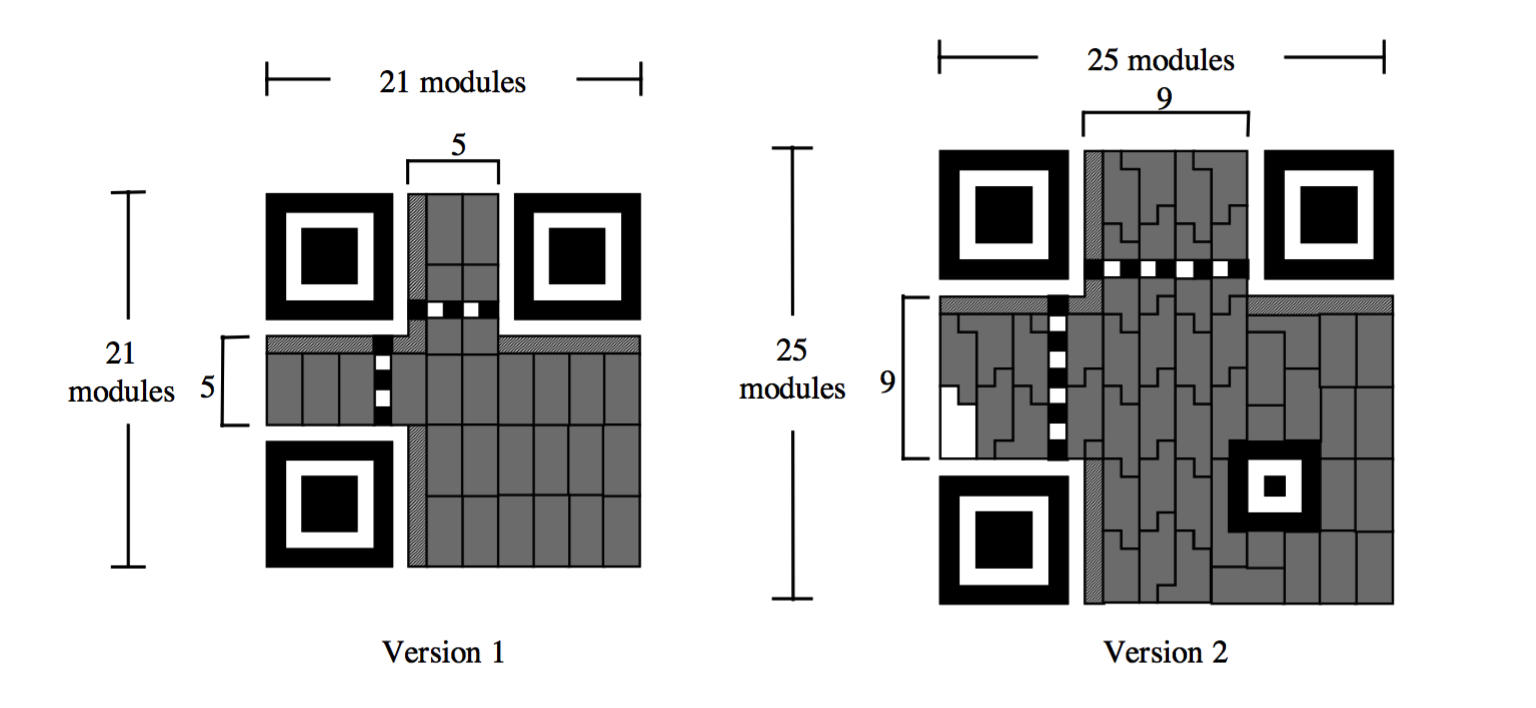 21 modules
5
21
modules
5
Version 1
25 modules
9
25
modules
9
Version 2